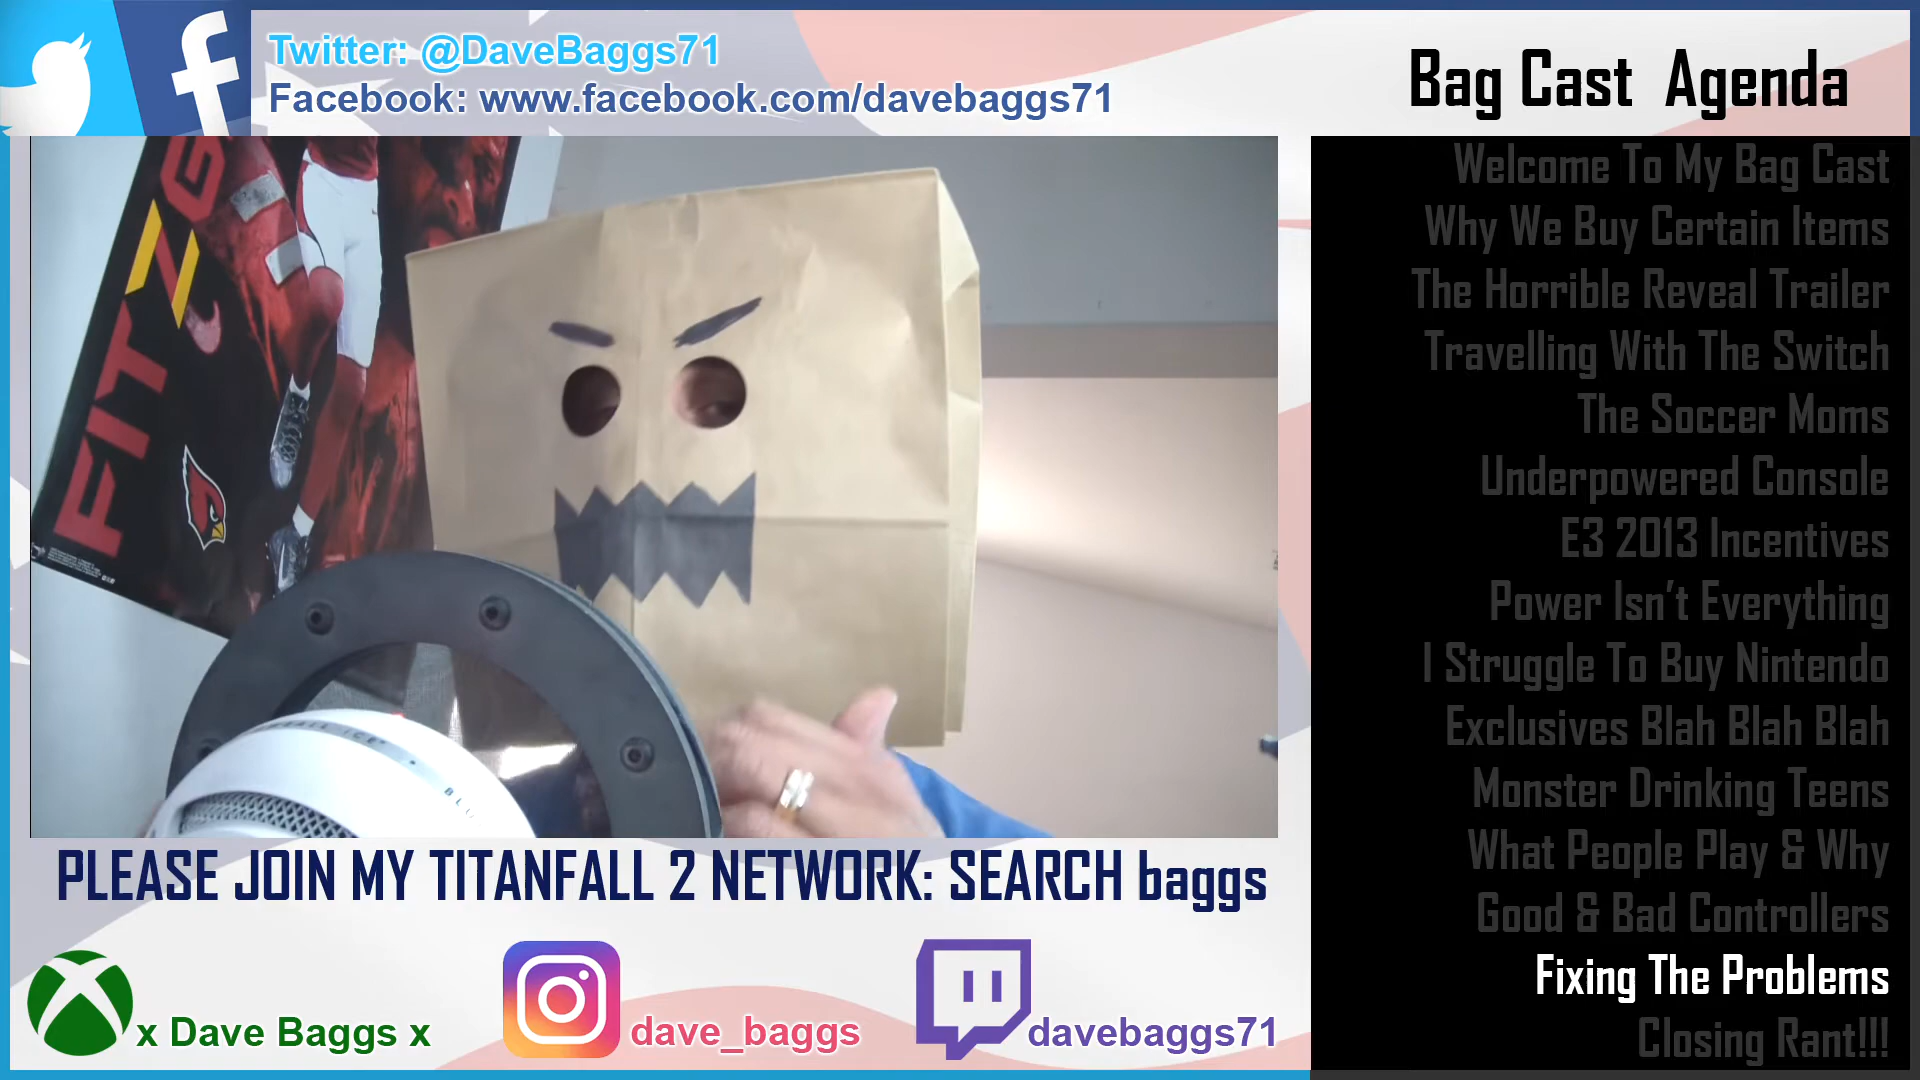 Twitter: @DaveBaggs71
Facebook: www.facebook.com/davebaggs71
Bag Cast Agenda
Welcome To My Bag Cast
Why We Buy Certain Items
The Horrible Reveal Trailer
Travelling With The Switch
The Soccer Moms
Underpowered Console
E3 2013 Incentives
Power Isn't Everything
I Struggle To Buy Nintendo
Exclusives Blah Blah Blah
Monster Drinking Teens
What People Play & Why
Good & Bad Controllers
Fixing The Problems
Closing Rant!!!
FITZG
ICE
PLEASE JOIN MY TITANFALL 2 NETWORK: SEARCH baggs
x Dave Baggs x
dave_baggs
davebaggs71